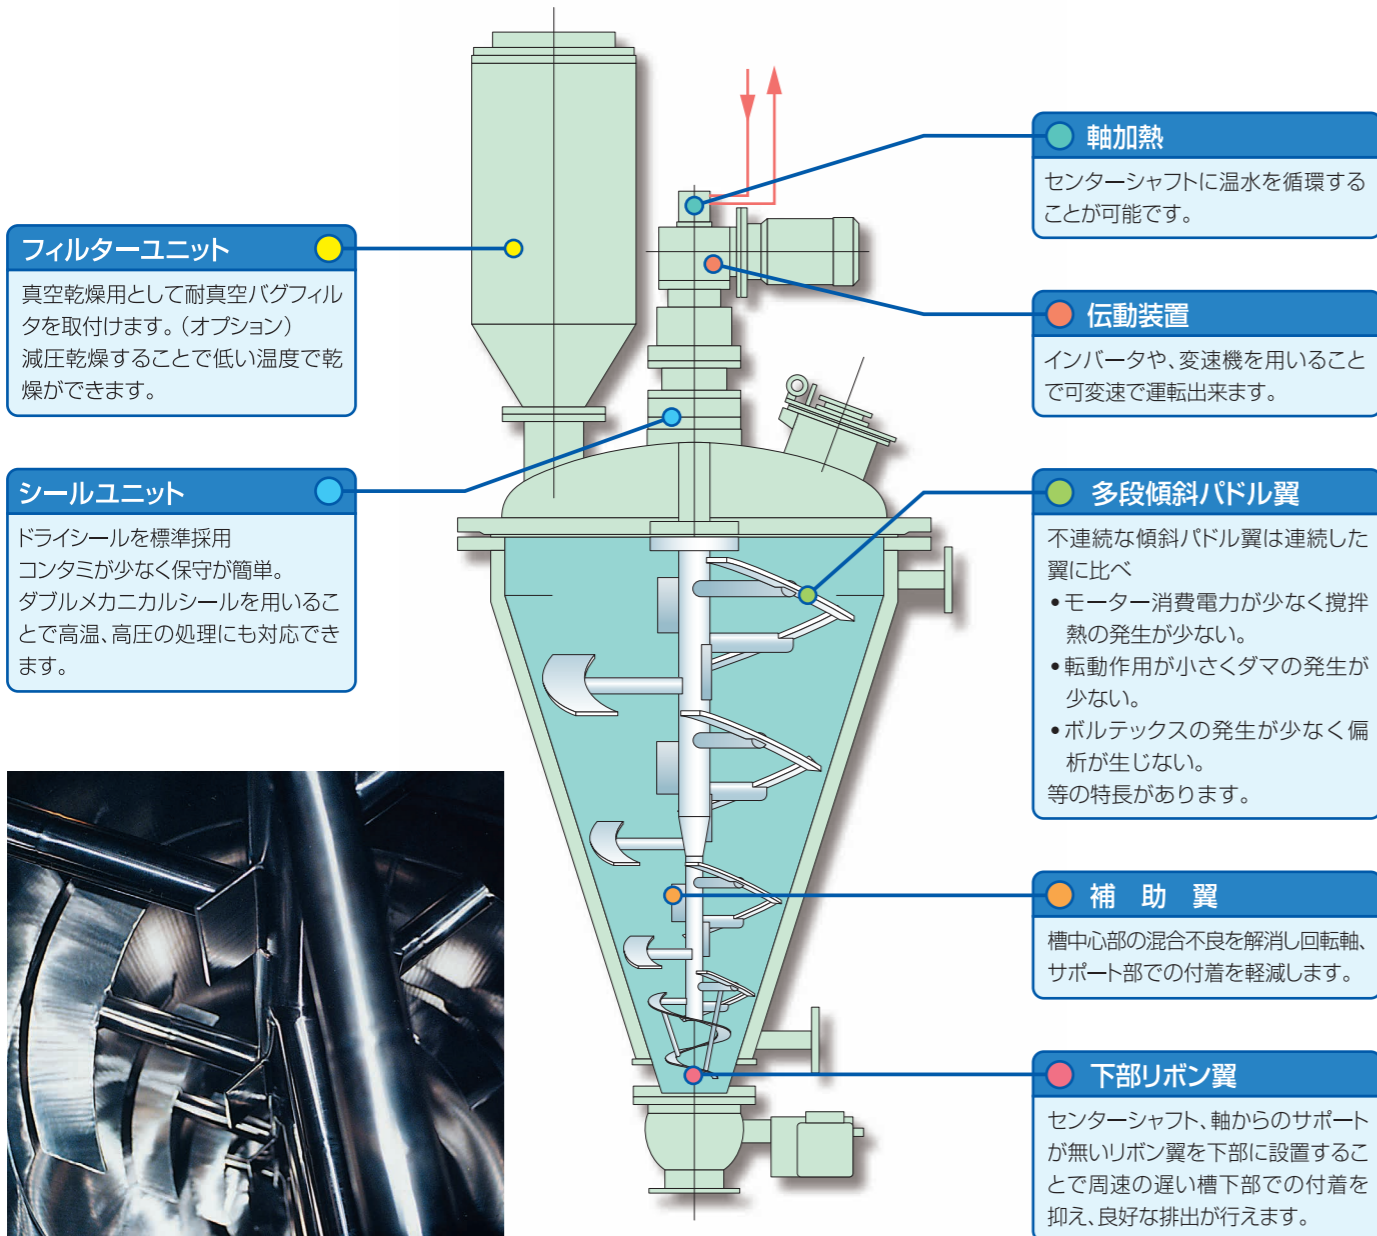 フィルターユニット
真空乾燥用として耐真空バグフィル
タを取付けます。（オプション）
減圧乾燥することで低い温度で乾
燥ができます。
シールユニット
ドライシールを標準採用
コンタミが少なく保守が簡単。
ダブルメカニカルシールを用いるこ
とで高温、高圧の処理にも対応でき
ます。
軸加熱
センターシャフトに温水を循環する
ことが可能です。
伝動装置
インバータや、変速機を用いること
で可変速で運転出来ます。
多段傾斜パドル翼
不連続な傾斜パドル翼は連続した
翼に比べ
•モーター消費電力が少なく撹拌
熱の発生が少ない。
•転動作用が小さくダマの発生が
少ない。
•ボルテックスの発生が少なく偏
析が生じない。
等の特長があります。
補　助　翼
槽中心部の混合不良を解消し回転軸、
サポート部での付着を軽減します。
下部リボン翼
センターシャフト、軸からのサポート
が無いリボン翼を下部に設置するこ
とで周速の遅い槽下部での付着を
抑え、良好な排出が行えます。